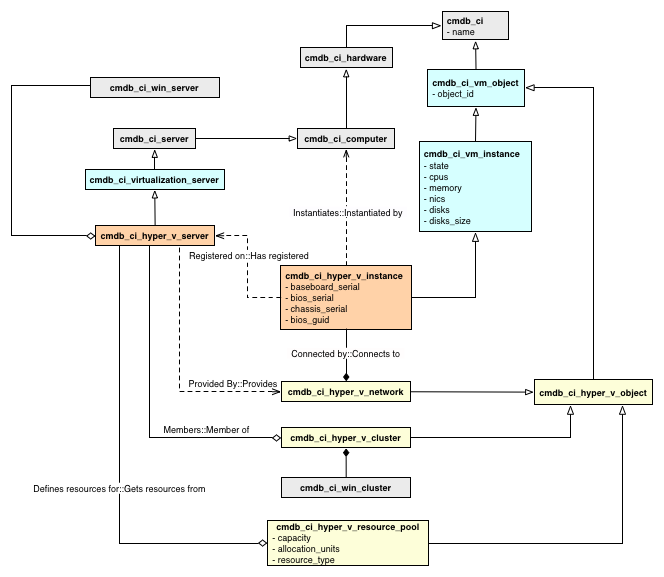 cmdb_ci
- name
cmdb_ci_hardware
cmdb_ci_win_server
cmdb_ci_vm_object
- object_id
cmdb_ci_server
cmdb_ci_computer
cmdb_ci_vm_instance
- state
- cpus
- memory
- nics
- disks
- disks_size
cmdb_ci_virtualization_server
Instantiates::Instantiated by
cmdb_ci_hyper_v_server
Registered on::Has registered
cmdb_ci_hyper_v_instance
- baseboard_serial
- bios_serial
- chassis_serial
- bios_guid
Connected by::Connects to
Provided By::Provides
cmdb_ci_hyper_v_network
cmdb_ci_hyper_v_object
Members::Member of
cmdb_ci_hyper_v_cluster
cmdb_ci_win_cluster
Defines resources for::Gets resources from
cmdb_ci_hyper_v_resource_pool
- capacity
- allocation_units
- resource_type